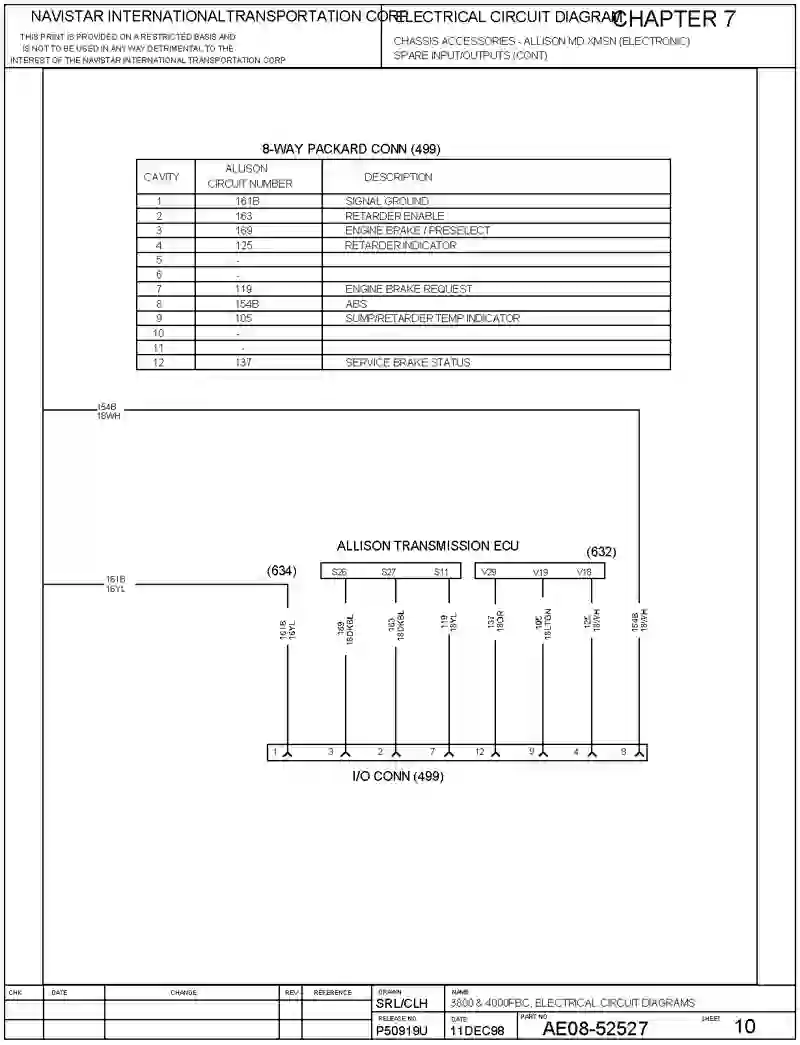 NAVISTAR INTERNATIONAL TRANSPORTATION CORP.
THIS PRINT IS PROVIDED ON A RESTRICTED BASIS AND
IS NOT TO BE USED IN ANY WAY DETRIMENTAL TO THE
INTEREST OF THE NAVISTAR INTERNATIONAL TRANSPORTATION CORP
ELECTRICAL CIRCUIT DIAGRAM
CHAPTER 7
CHASSIS ACCESSORIES - ALLISON MD XMSN (ELECTRONIC)
SPARE INPUT/OUTPUTS (CONT)
8-WAY PACKARD CONN (499)
CAVITY ALLISON CIRCUIT NUMBER DESCRIPTION
1 161B SIGNAL GROUND
2 163 RETARDER ENABLE
3 169 ENGINE BRAKE / PRESELECT
4 125 RETARDER INDICATOR
5 -
6 -
7 119 ENGINE BRAKE REQUEST
8 154B ABS
9 105 SUMP/RETARDER TEMP INDICATOR
10 -
11 -
12 137 SERVICE BRAKE STATUS
154B
18WH
ALLISON TRANSMISSION ECU
(632)
(634)
S26 S27 S11 V29 V19 V18
161B
16YL
161B
16YL
169
18DKBL
163
18DKBL
119
18YL
137
18OR
105
18LTGN
125
18WH
154B
18WH
1 3 2 7 12 9 4 8
I/O CONN (499)
CHK DATE CHANGE REV REFERENCE
DRAWN
SRL/CLH
NAME
3800 & 4000FBC, ELECTRICAL CIRCUIT DIAGRAMS
RELEASE NO.
P50919U
DATE
11DEC98
PART NO.
AE08-52527
SHEET
10